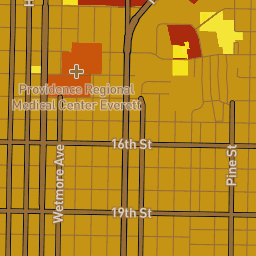 Providence Regional
Medical Center Everett
16th St
Wetmore Ave
Pine St
19th St